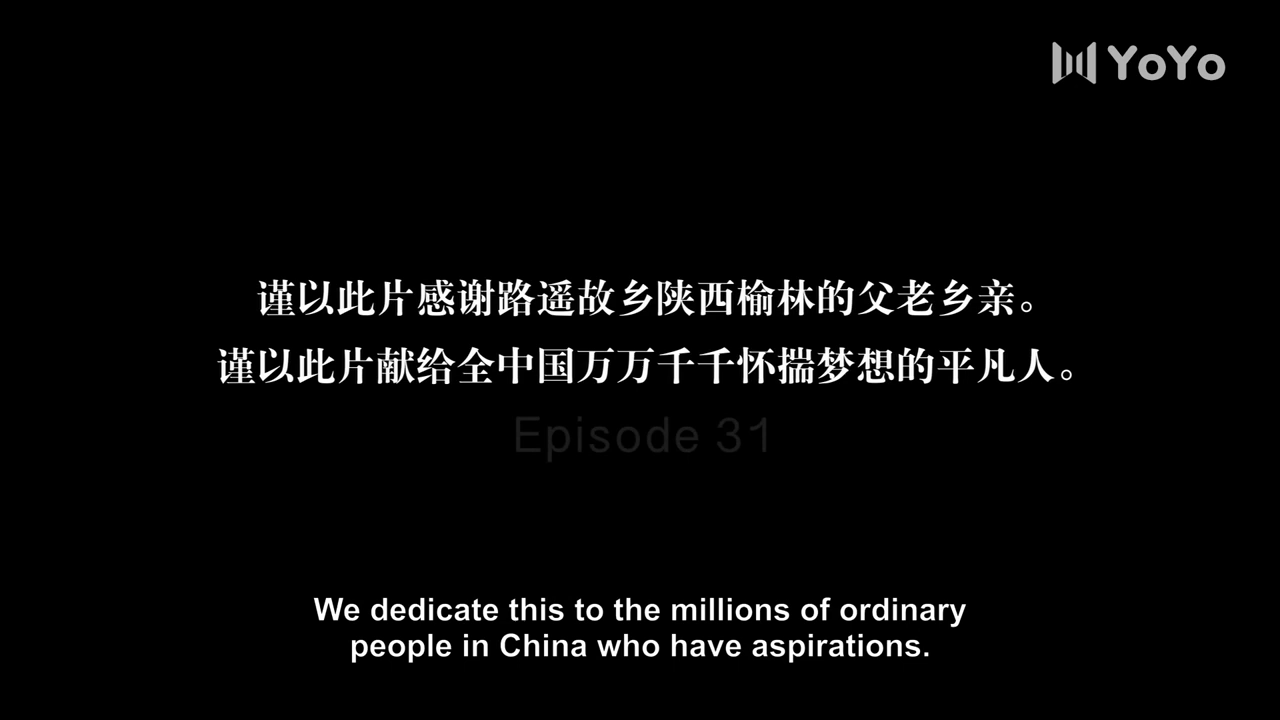 YoYo
谨以此片感谢路遥故乡陕西榆林的父老乡亲。
谨以此片献给全中国万万千千怀揣梦想的平凡人。
Episode 31
We dedicate this to the millions of ordinary
people in China who have aspirations.